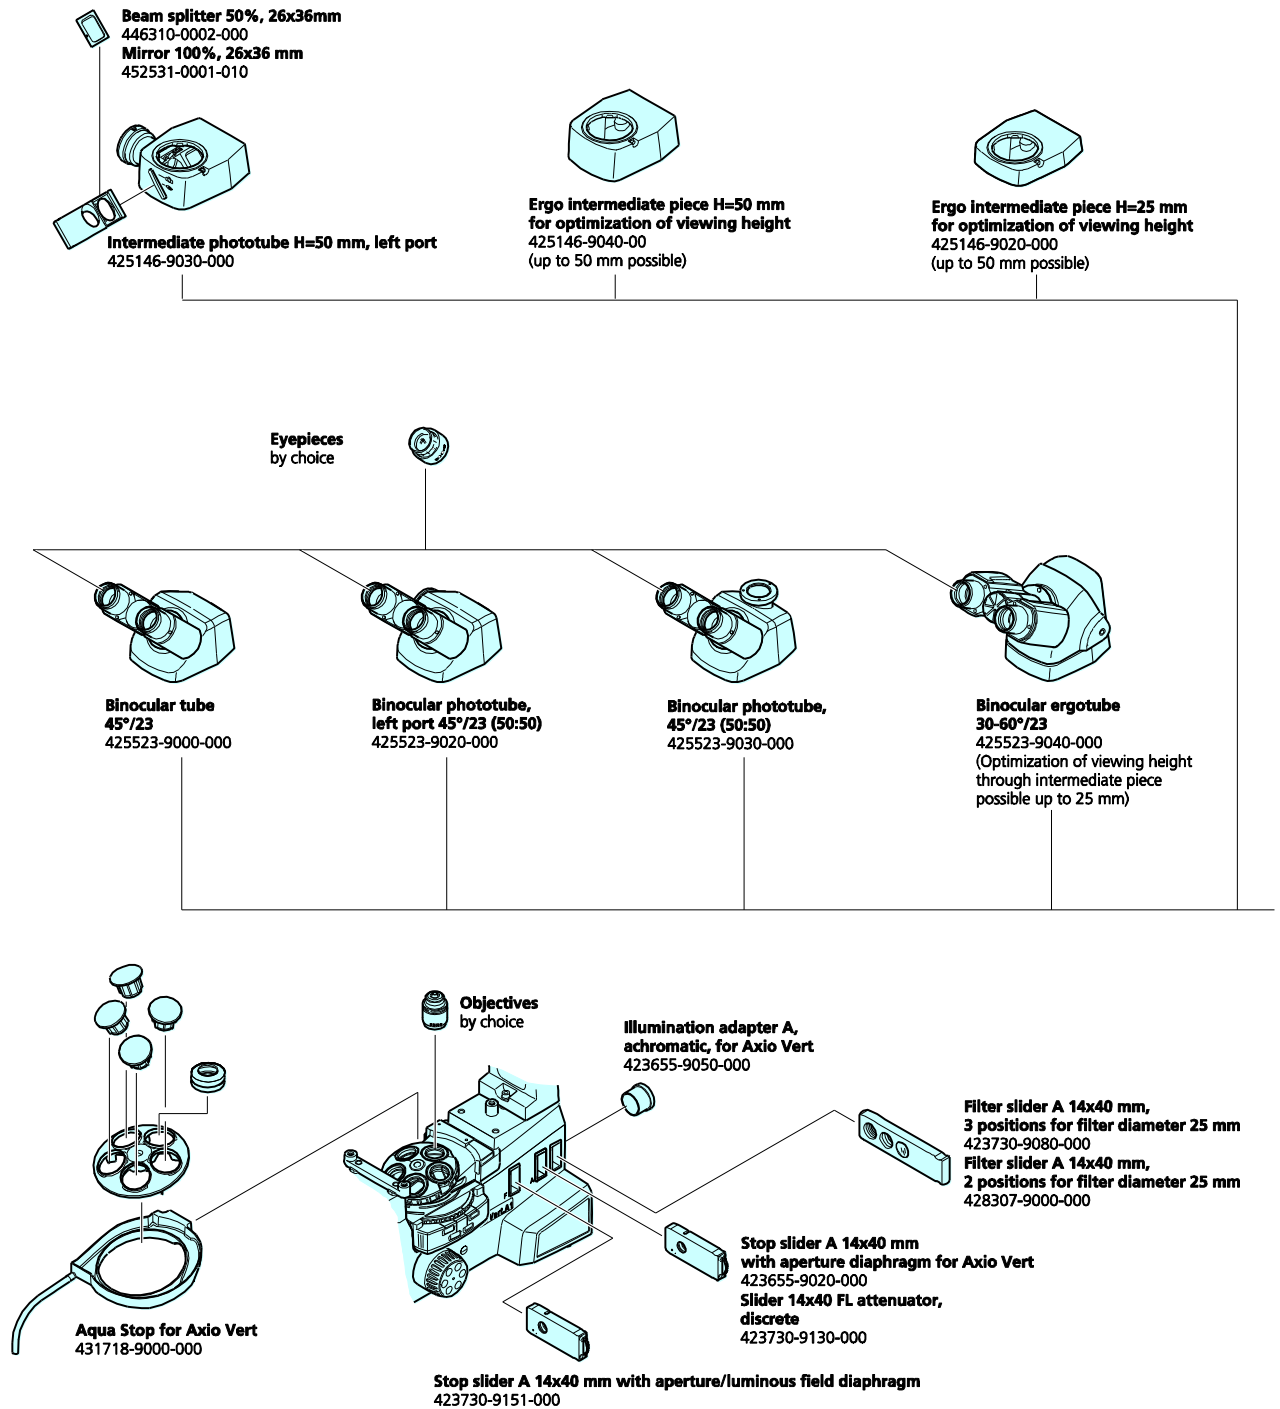 Beam splitter 50%, 26x36mm
446310-0002-000
Mirror 100%, 26x36 mm
452531-0001-010
Intermediate phototube H=50 mm, left port
425146-9030-000
Ergo intermediate piece H=50 mm
for optimization of viewing height
425146-9040-00
(up to 50 mm possible)
Ergo intermediate piece H=25 mm
for optimization of viewing height
425146-9020-000
(up to 50 mm possible)
Eyepieces
by choice
Binocular tube
45°/23
425523-9000-000
Binocular phototube,
left port 45°/23 (50:50)
425523-9020-000
Binocular phototube,
45°/23 (50:50)
425523-9030-000
Binocular ergotube
30-60°/23
425523-9040-000
(Optimization of viewing height
through intermediate piece
possible up to 25 mm)
Objectives
by choice
Illumination adapter A,
achromatic, for Axio Vert
423655-9050-000
Filter slider A 14x40 mm,
3 positions for filter diameter 25 mm
423730-9080-000
Filter slider A 14x40 mm,
2 positions for filter diameter 25 mm
428307-9000-000
Vert.A1
Stop slider A 14x40 mm
with aperture diaphragm for Axio Vert
423655-9020-000
Slider 14x40 FL attenuator,
discrete
423730-9130-000
Aqua Stop for Axio Vert
431718-9000-000
Stop slider A 14x40 mm with aperture/luminous field diaphragm
423730-9151-000